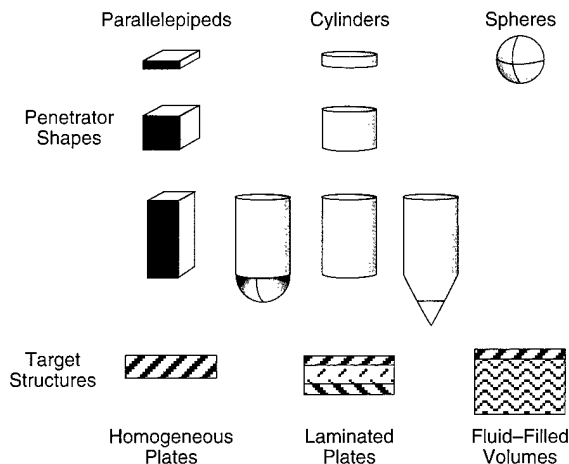 Parallelepipeds
Cylinders
Spheres
Penetrator
Shapes
Target
Structures
Homogeneous
Plates
Laminated
Plates
Fluid–Filled
Volumes